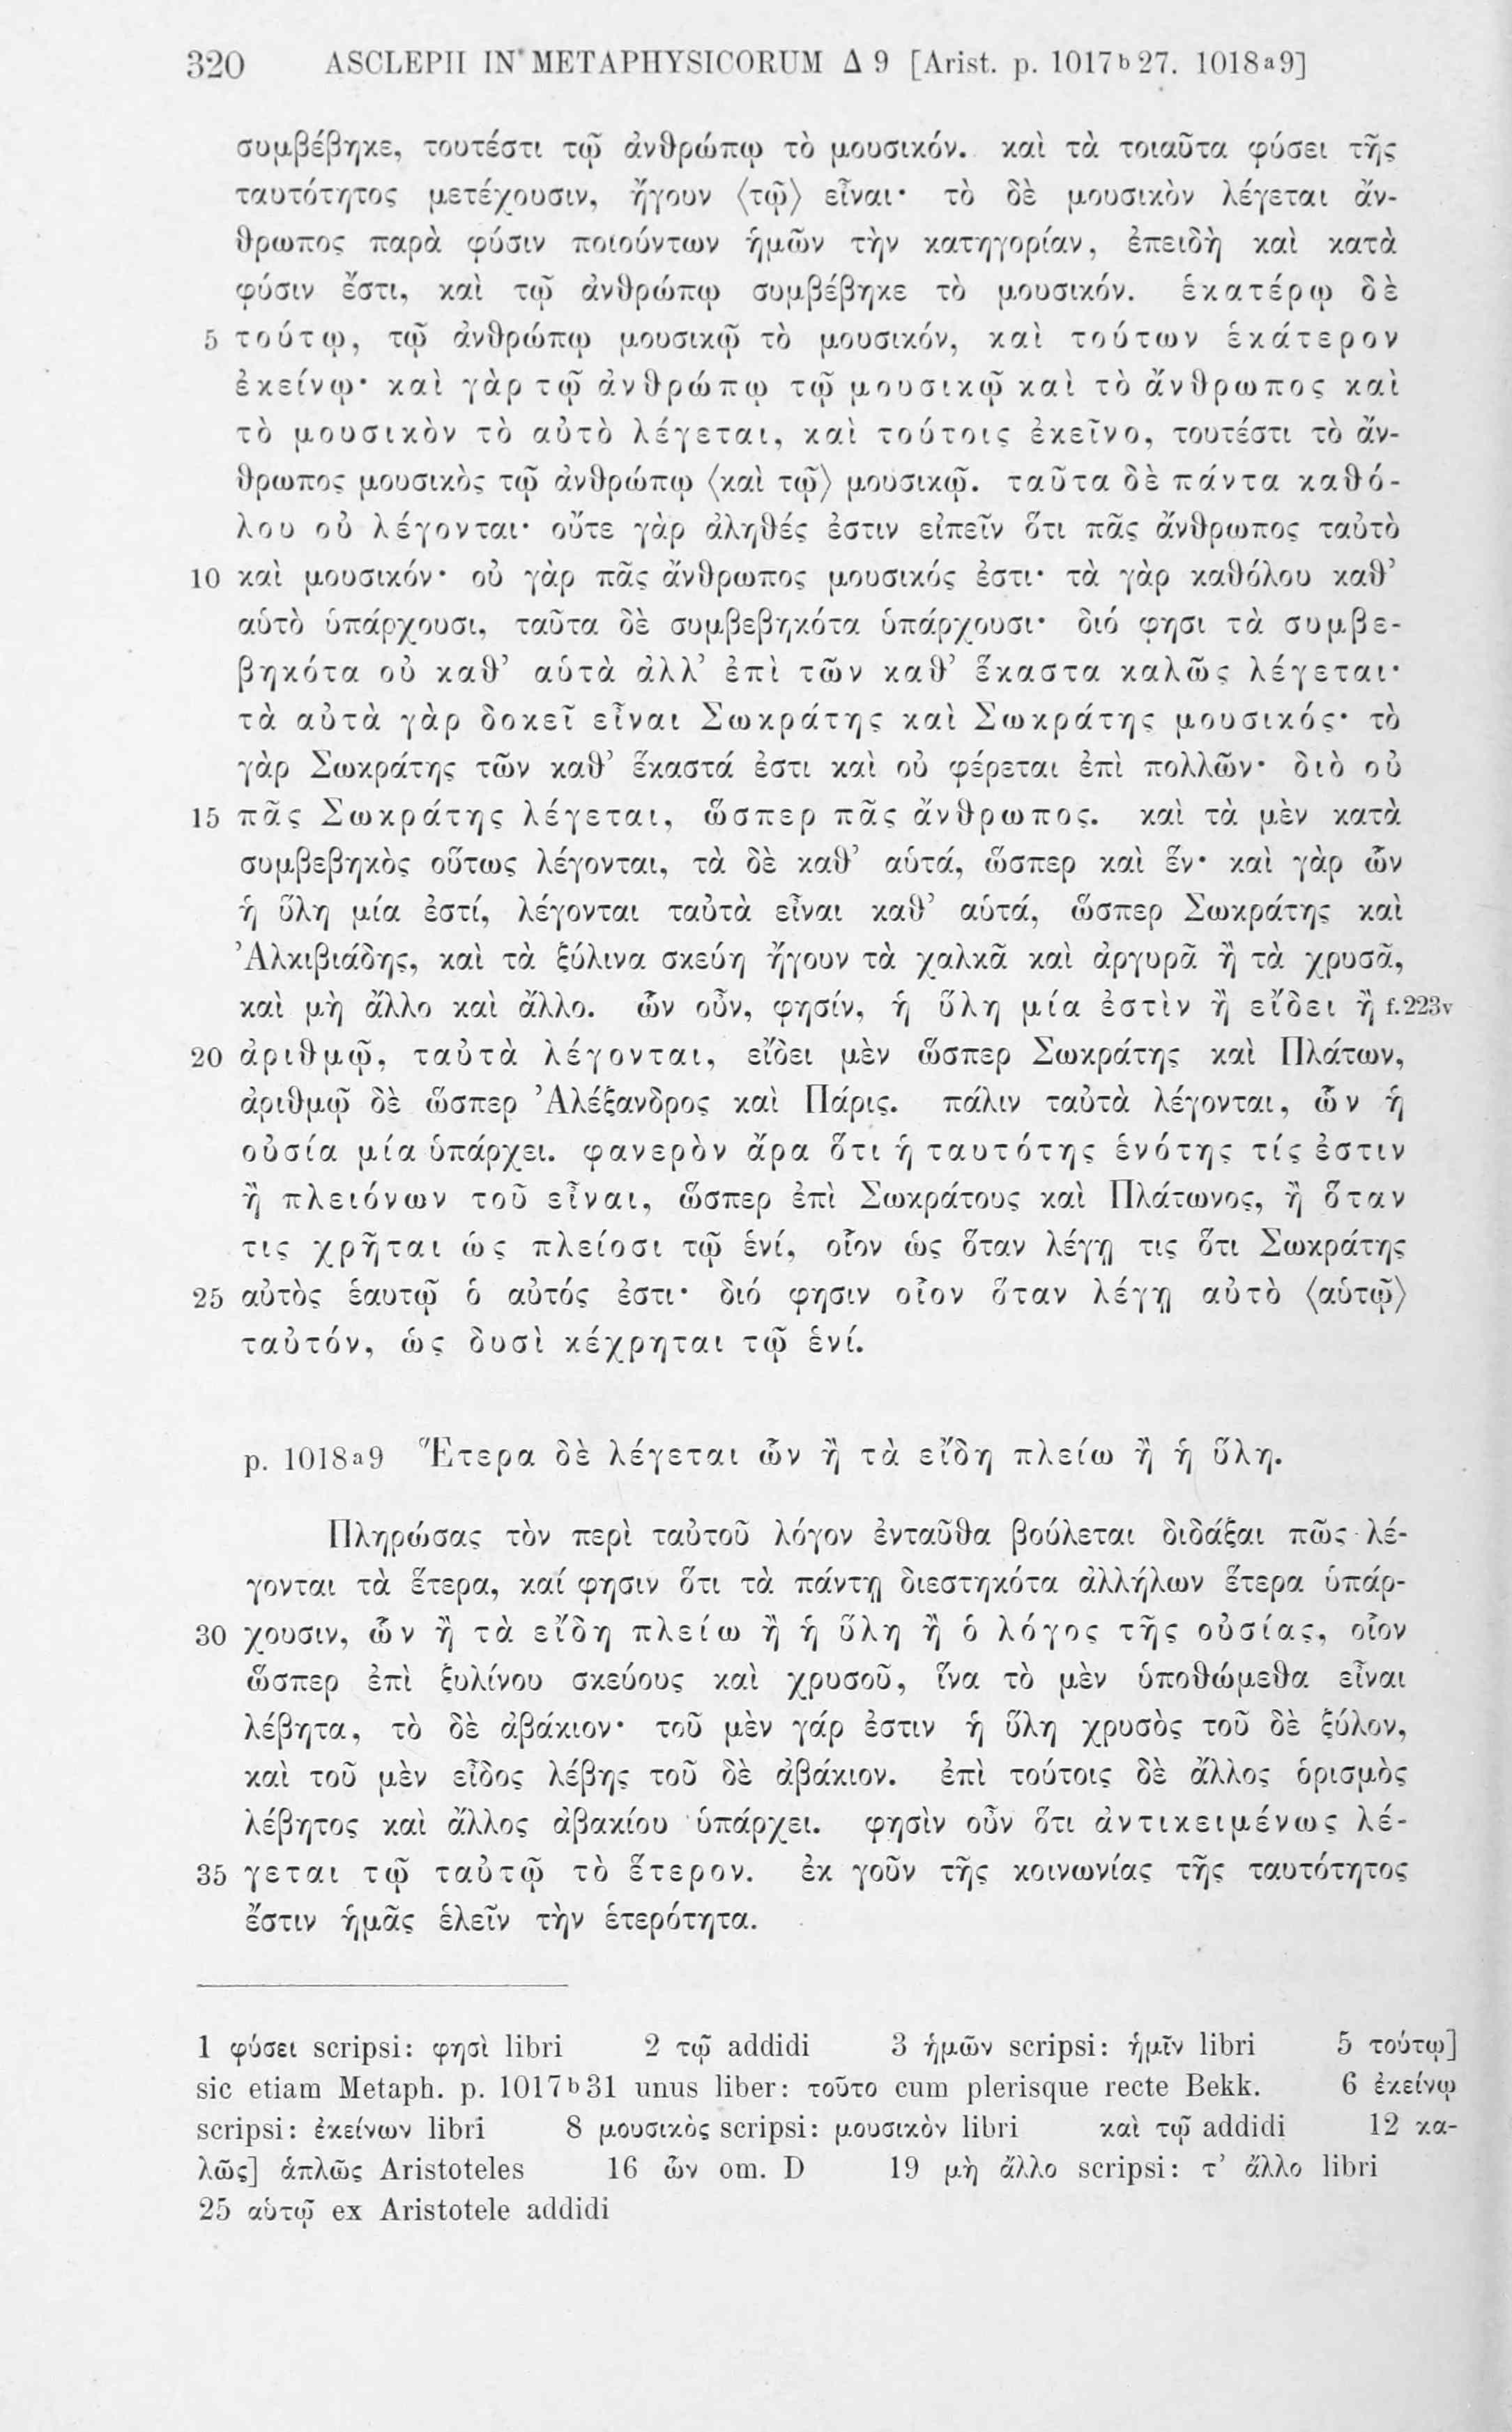 320 ASCLEPII IN METAPHYSICORUM Δ 9 [Arist. p. 1017b27. 1018a9]
συμβέβηκε, τουτέστι τῷ ἀνθρώπῳ τὸ μουσικόν. καὶ τὰ τοιαῦτα φύσει τῆς
ταυτότητος μετέχουσιν, ἤγουν ⟨τῷ⟩ εἶναι· τὸ δὲ μουσικὸν λέγεται ἄν-
θρωπος παρὰ φύσιν ποιούντων ἡμῶν τὴν κατηγορίαν, ἐπειδὴ καὶ κατὰ
φύσιν ἔστι, καὶ τῷ ἀνθρώπῳ συμβέβηκε τὸ μουσικόν. ἑκατέρῳ δὲ
5 τούτῳ, τῷ ἀνθρώπῳ μουσικῷ τὸ μουσικόν, καὶ τούτων ἑκάτερον
ἐκείνῳ· καὶ γὰρ τῷ ἀνθρώπῳ τῷ μουσικῷ καὶ τὸ ἄνθρωπος καὶ
τὸ μουσικὸν τὸ αὐτὸ λέγεται, καὶ τούτοις ἐκεῖνο, τουτέστι τὸ ἄν-
θρωπος μουσικὸς τῷ ἀνθρώπῳ ⟨καὶ τῷ⟩ μουσικῷ. ταῦτα δὲ πάντα καθό-
λου οὐ λέγονται· οὔτε γὰρ ἀληθές ἐστιν εἰπεῖν ὅτι πᾶς ἄνθρωπος ταὐτὸ
10 καὶ μουσικόν· οὐ γὰρ πᾶς ἄνθρωπος μουσικός ἐστι· τὰ γὰρ καθόλου καθ’
αὑτὸ ὑπάρχουσι, ταῦτα δὲ συμβεβηκότα ὑπάρχουσι· διό φησι τὰ συμβε-
βηκότα οὐ καθ’ αὑτὰ ἀλλ’ ἐπὶ τῶν καθ’ ἕκαστα καλῶς λέγεται·
τὰ αὐτὰ γὰρ δοκεῖ εἶναι Σωκράτης καὶ Σωκράτης μουσικός· τὸ
γὰρ Σωκράτης τῶν καθ’ ἕκαστά ἐστι καὶ οὐ φέρεται ἐπὶ πολλῶν· διὸ οὐ
15 πᾶς Σωκράτης λέγεται, ὥσπερ πᾶς ἄνθρωπος. καὶ τὰ μὲν κατὰ
συμβεβηκὸς οὕτως λέγονται, τὰ δὲ καθ’ αὑτά, ὥσπερ καὶ ἕν· καὶ γὰρ ὧν
ἡ ὕλη μία ἐστί, λέγονται ταὐτὰ εἶναι καθ’ αὑτά, ὥσπερ Σωκράτης καὶ
Ἀλκιβιάδης, καὶ τὰ ξύλινα σκεύη ἤγουν τὰ χαλκᾶ καὶ ἀργυρᾶ ἢ τὰ χρυσᾶ,
καὶ μὴ ἄλλο καὶ ἄλλο. ὧν οὖν, φησίν, ἡ ὕλη μία ἐστὶν ἢ εἴδει ἢ f.223v
20 ἀριθμῷ, ταὐτὰ λέγονται, εἴδει μὲν ὥσπερ Σωκράτης καὶ Πλάτων,
ἀριθμῷ δὲ ὥσπερ Ἀλέξανδρος καὶ Πάρις. πάλιν ταὐτὰ λέγονται, ὧν ἡ
οὐσία μία ὑπάρχει. φανερὸν ἄρα ὅτι ἡ ταυτότης ἑνότης τίς ἐστιν
ἢ πλειόνων τοῦ εἶναι, ὥσπερ ἐπὶ Σωκράτους καὶ Πλάτωνος, ἢ ὅταν
τις χρῆται ὡς πλείοσι τῷ ἑνί, οἷον ὡς ὅταν λέγῃ τις ὅτι Σωκράτης
25 αὐτὸς ἑαυτῷ ὁ αὐτός ἐστι· διό φησιν οἷον ὅταν λέγῃ αὐτὸ ⟨αὑτῷ⟩
ταὐτόν, ὡς δυσὶ κέχρηται τῷ ἑνί.
p. 1018a9 Ἕτερα δὲ λέγεται ὧν ἢ τὰ εἴδη πλείω ἢ ἡ ὕλη.
Πληρώσας τὸν περὶ ταὐτοῦ λόγον ἐνταῦθα βούλεται διδάξαι πῶς λέ-
γονται τὰ ἕτερα, καί φησιν ὅτι τὰ πάντῃ διεστηκότα ἀλλήλων ἕτερα ὑπάρ-
30 χουσιν, ὧν ἢ τὰ εἴδη πλείω ἢ ἡ ὕλη ἢ ὁ λόγος τῆς οὐσίας, οἷον
ὥσπερ ἐπὶ ξυλίνου σκεύους καὶ χρυσοῦ, ἵνα τὸ μὲν ὑποθώμεθα εἶναι
λέβητα, τὸ δὲ ἀβάκιον· τοῦ μὲν γάρ ἐστιν ἡ ὕλη χρυσὸς τοῦ δὲ ξύλον,
καὶ τοῦ μὲν εἶδος λέβης τοῦ δὲ ἀβάκιον. ἐπὶ τούτοις δὲ ἄλλος ὁρισμὸς
λέβητος καὶ ἄλλος ἀβακίου ὑπάρχει. φησὶν οὖν ὅτι ἀντικειμένως λέ-
35 γεται τῷ ταὐτῷ τὸ ἕτερον. ἐκ γοῦν τῆς κοινωνίας τῆς ταυτότητος
ἔστιν ἡμᾶς ἑλεῖν τὴν ἑτερότητα.
1 φύσει scripsi: φησὶ libri 2 τῷ addidi 3 ἡμῶν scripsi: ἡμῖν libri 5 τούτῳ]
sic etiam Metaph. p. 1017b31 unus liber: τοῦτο cum plerisque recte Bekk. 6 ἐκείνῳ
scripsi: ἐκείνων libri 8 μουσικὸς scripsi: μουσικὸν libri καὶ τῷ addidi 12 κα-
λῶς] ἁπλῶς Aristoteles 16 ὧν om. D 19 μὴ ἄλλο scripsi: τ’ ἄλλο libri
25 αὑτῷ ex Aristotele addidi